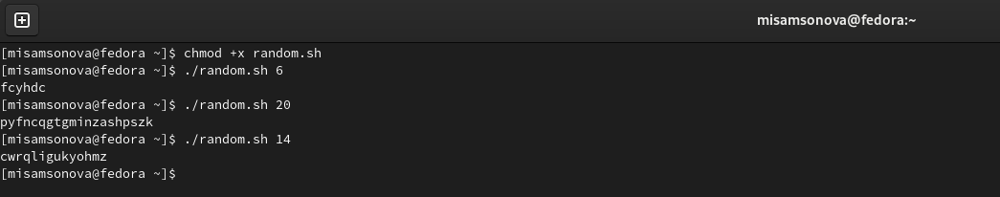 misamsonova@fedora:~
[misamsonova@fedora ~]$ chmod +x random.sh
[misamsonova@fedora ~]$ ./random.sh 6
fcyhdc
[misamsonova@fedora ~]$ ./random.sh 20
pyfncqgtgminzashpszk
[misamsonova@fedora ~]$ ./random.sh 14
cwrqligukyohmz
[misamsonova@fedora ~]$